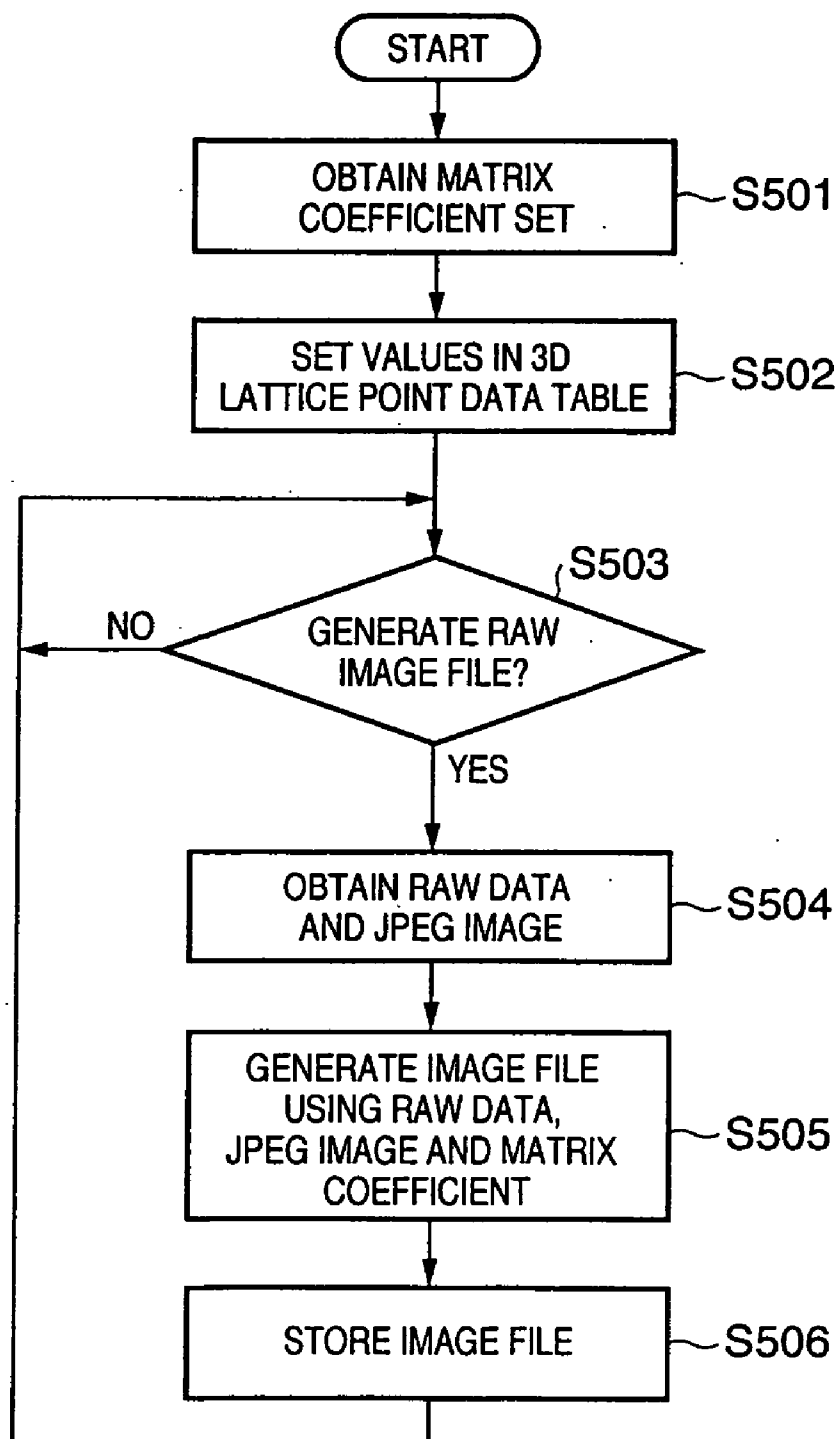 START
OBTAIN MATRIX
COEFFICIENT SET
S501
SET VALUES IN 3D
LATTICE POINT DATA TABLE
S502
S503
NO
GENERATE RAW
IMAGE FILE?
YES
OBTAIN RAW DATA
AND JPEG IMAGE
S504
GENERATE IMAGE FILE
USING RAW DATA,
JPEG IMAGE AND MATRIX
COEFFICIENT
S505
STORE IMAGE FILE
S506